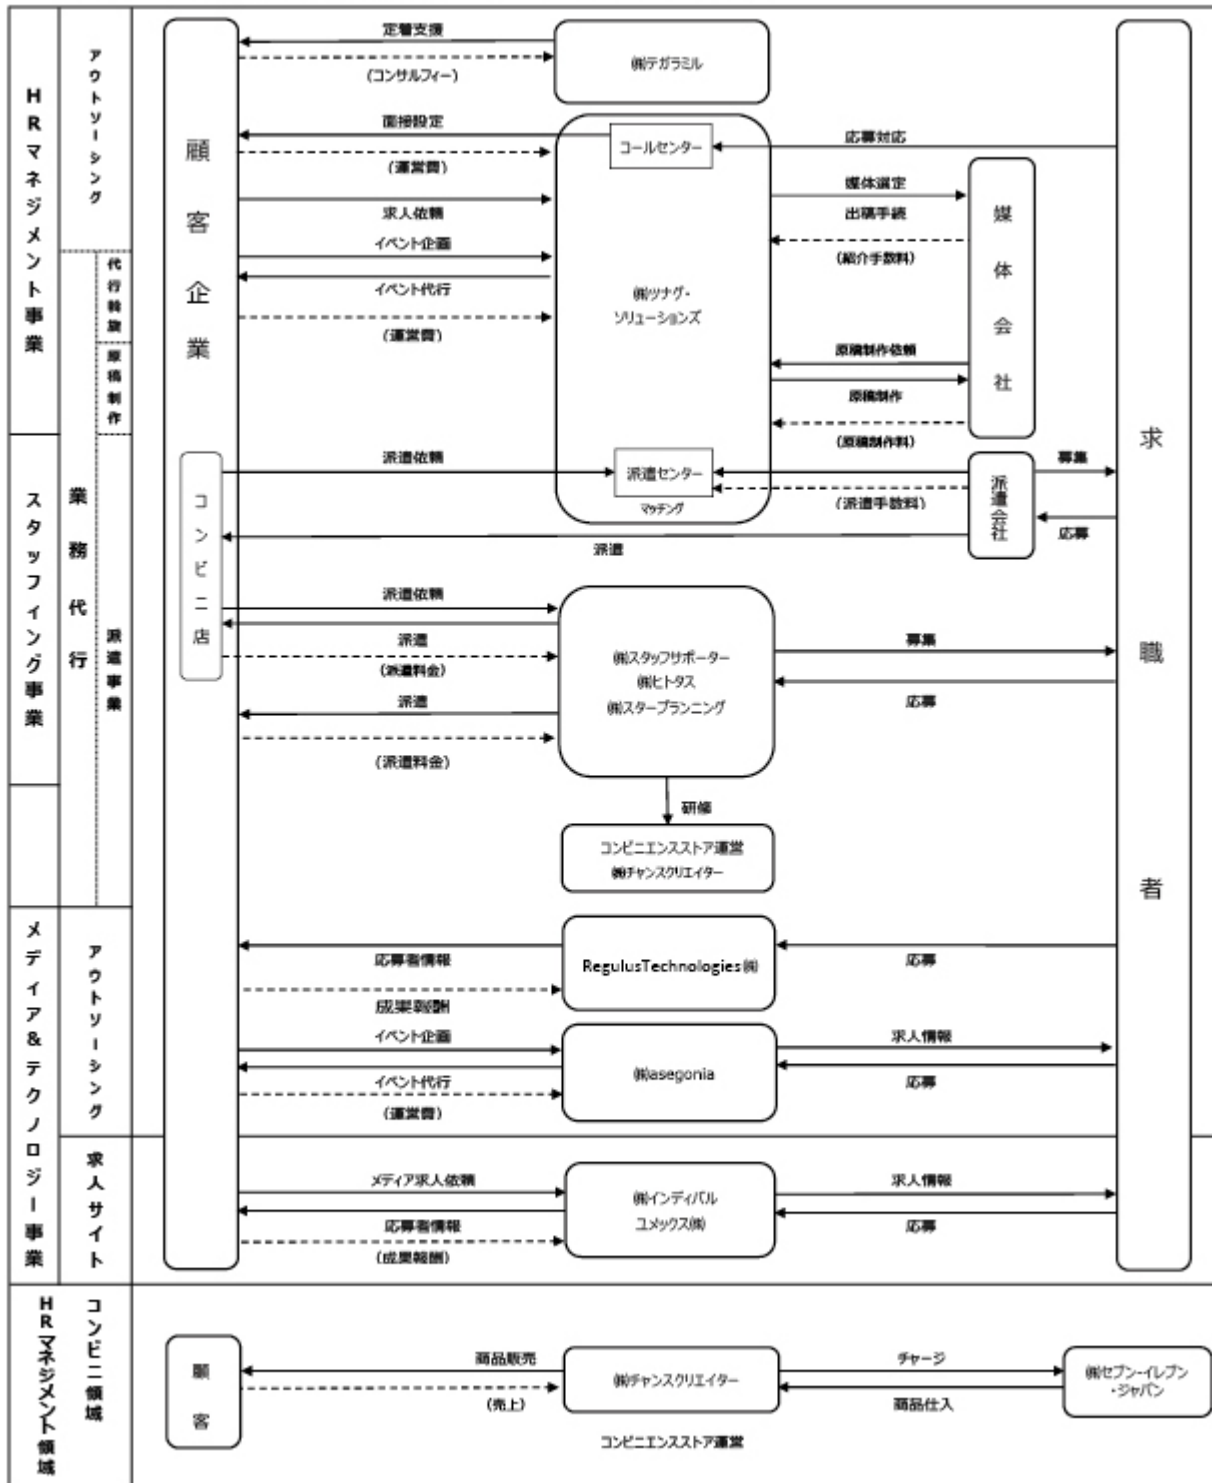 HRマネジメント事業
アウトソーシング
業務代行
代行斡旋
原稿制作
スタッフィング事業
派遣事業
メディア&テクノロジー事業
アウトソーシング
求人サイト
HRマネジメント領域
コンビニ領域
顧客企業
コンビニ店
定着支援
(コンサルフィー)
㈱テガラミル
面接設定
(運営費)
コールセンター
応募対応
求人依頼
イベント企画
イベント代行
(運営費)
㈱ツナグ・
ソリューションズ
媒体選定
出稿手続
(紹介手数料)
原稿制作依頼
原稿制作
(原稿制作料)
媒体会社
求職者
派遣依頼
派遣センター
マッチング
(派遣手数料)
派遣会社
募集
応募
派遣
派遣依頼
派遣
(派遣料金)
派遣
(派遣料金)
㈱スタッフサポーター
㈱ヒトタス
㈱スタープランニング
募集
応募
研修
コンビニエンスストア運営
㈱チャンスクリエイター
応募者情報
成果報酬
RegulusTechnologies㈱
応募
イベント企画
イベント代行
(運営費)
㈱asegonia
求人情報
応募
メディア求人依頼
応募者情報
(成果報酬)
㈱インディバル
ユメックス㈱
求人情報
応募
顧客
商品販売
(売上)
㈱チャンスクリエイター
コンビニエンスストア運営
チャージ
商品仕入
㈱セブン-イレブン
・ジャパン